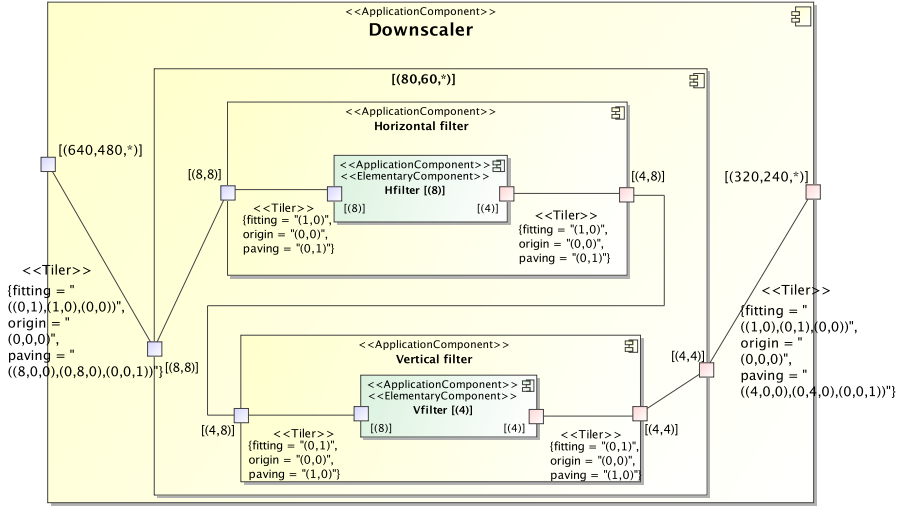 <<ApplicationComponent>>
Downscaler
[(80,60,*)]
<<ApplicationComponent>>
Horizontal filter
[(640,480,*)]
<<ApplicationComponent>>
<<ElementaryComponent>>
Hfilter [(8)]
[(8,8)]
[(4,8)]
[(320,240,*)]
[(8)]
[(4)]
<<Tiler>>
{fitting = "(1,0)",
origin = "(0,0)",
paving = "(0,1)"}
<<Tiler>>
{fitting = "(1,0)",
origin = "(0,0)",
paving = "(0,1)"}
<<Tiler>>
{fitting = "
((0,1),(1,0),(0,0))",
origin = "
(0,0,0)",
paving = "
((8,0,0),(0,8,0),(0,0,1))"}
[(8,8)]
<<Tiler>>
{fitting = "
((1,0),(0,1),(0,0))",
origin = "
(0,0,0)",
paving = "
((4,0,0),(0,4,0),(0,0,1))"}
<<ApplicationComponent>>
Vertical filter
[(4,4)]
<<ApplicationComponent>>
<<ElementaryComponent>>
Vfilter [(4)]
[(4,8)]
[(8)]
[(4)]
[(4,4)]
<<Tiler>>
{fitting = "(0,1)",
origin = "(0,0)",
paving = "(1,0)"}
<<Tiler>>
{fitting = "(0,1)",
origin = "(0,0)",
paving = "(1,0)"}